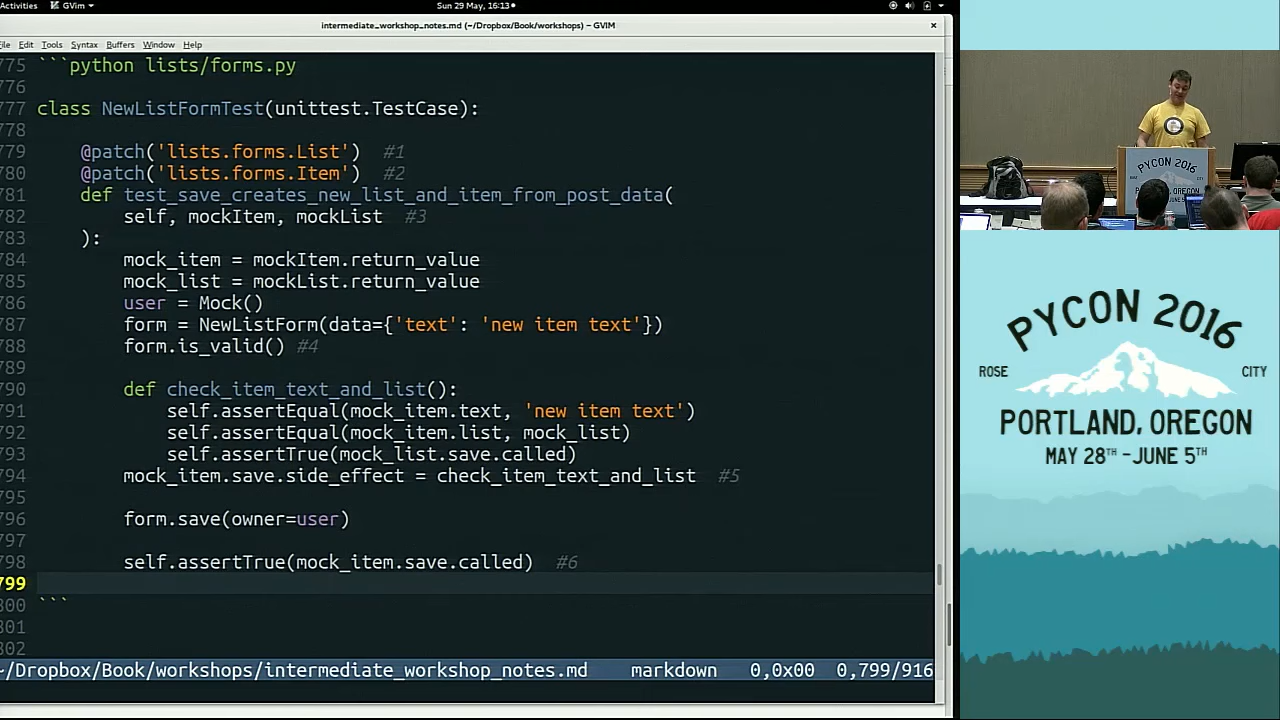 Activities GVim Sun 29 May, 16:13
intermediate_workshop_notes.md (~/Dropbox/Book/workshops) – GVIM ×
File Edit Tools Syntax Buffers Window Help
775 ```python lists/forms.py
776
777 class NewListFormTest(unittest.TestCase):
778
779 @patch('lists.forms.List') #1
780 @patch('lists.forms.Item') #2
781 def test_save_creates_new_list_and_item_from_post_data(
782 self, mockItem, mockList #3
783 ):
784 mock_item = mockItem.return_value
785 mock_list = mockList.return_value
786 user = Mock()
787 form = NewListForm(data={'text': 'new item text'})
788 form.is_valid() #4
789
790 def check_item_text_and_list():
791 self.assertEqual(mock_item.text, 'new item text')
792 self.assertEqual(mock_item.list, mock_list)
793 self.assertTrue(mock_list.save.called)
794 mock_item.save.side_effect = check_item_text_and_list #5
795
796 form.save(owner=user)
797
798 self.assertTrue(mock_item.save.called) #6
799
800 ```
801
802
~/Dropbox/Book/workshops/intermediate_workshop_notes.md markdown 0,0x00 0,799/916
PYCON 2016
ROSE CITY
PORTLAND, OREGON
PYCON 2016
ROSE CITY
PORTLAND, OREGON
MAY 28TH - JUNE 5TH